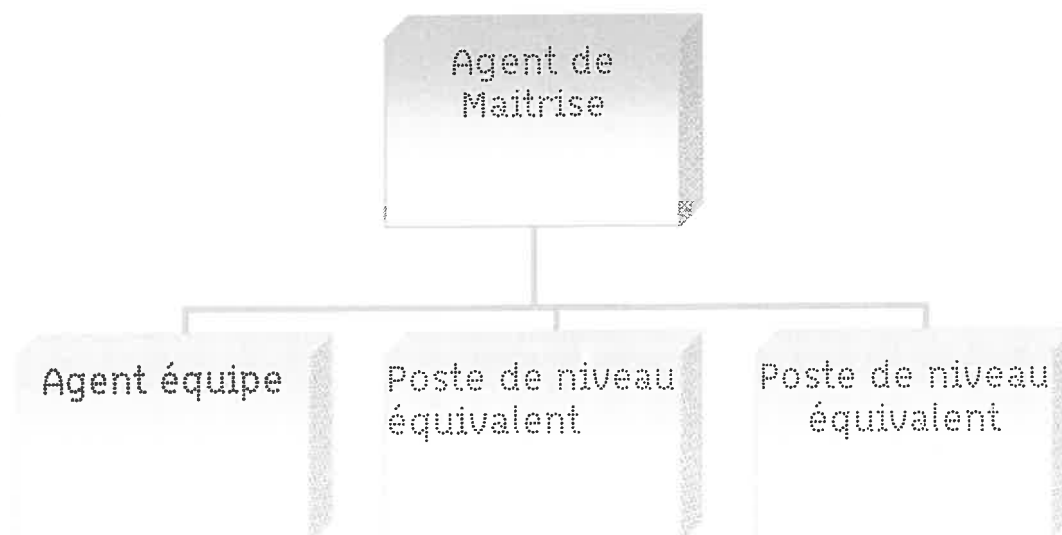 Agent de
Maitrise
Agent équipe
Poste de niveau
équivalent
Poste de niveau
équivalent